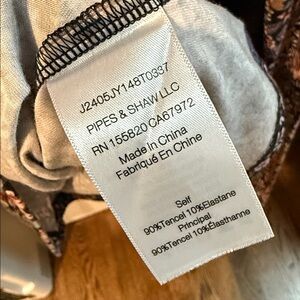 J2405JY148T0337
PIPES & SHAW LLC
RN 155820 CA67972
Made in China
Fabriqué En Chine
Self
90%Tencel 10%Elastane
Principal
90%Tencel 10%Élasthanne